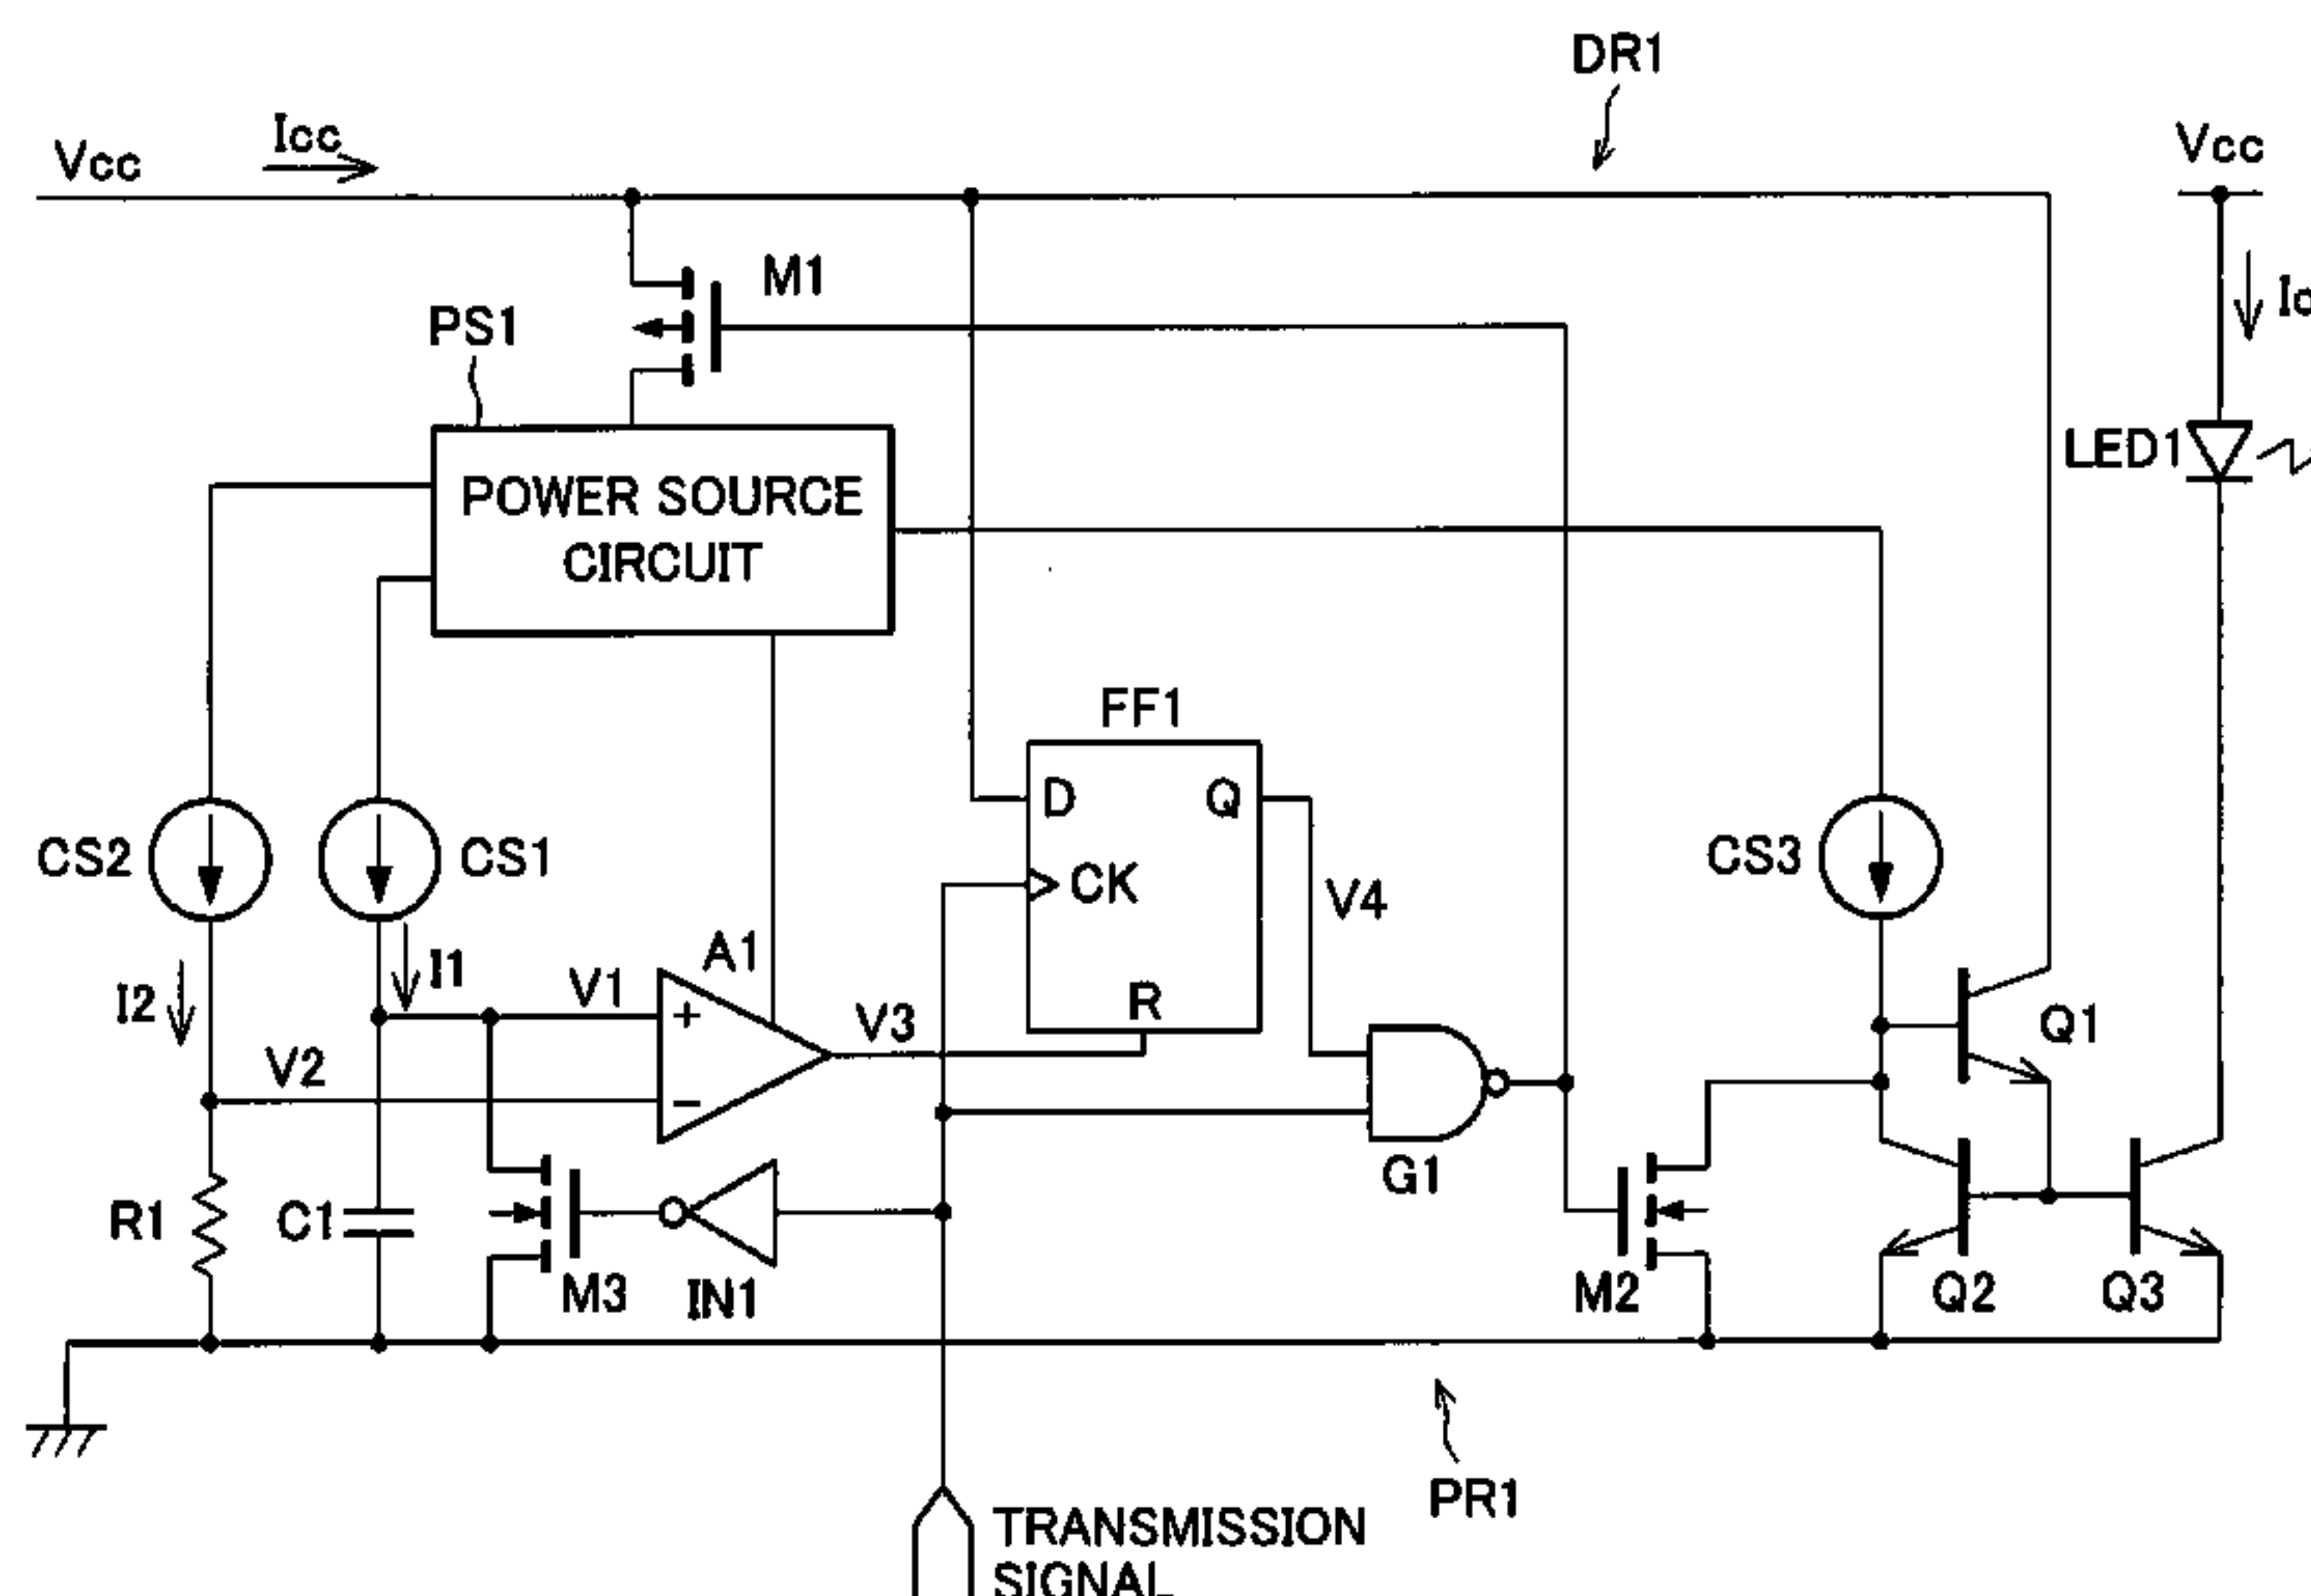 DR1
Vcc
Icc
Vcc
M1
PS1
POWER SOURCE
CIRCUIT
LED1
FF1
D
Q
CK
R
CS2
CS1
CS3
V4
A1
I1
V1
+
I2
V3
Q1
V2
−
G1
R1
C1
M3
IN1
M2
Q2
Q3
PR1
TRANSMISSION
SIGNAL